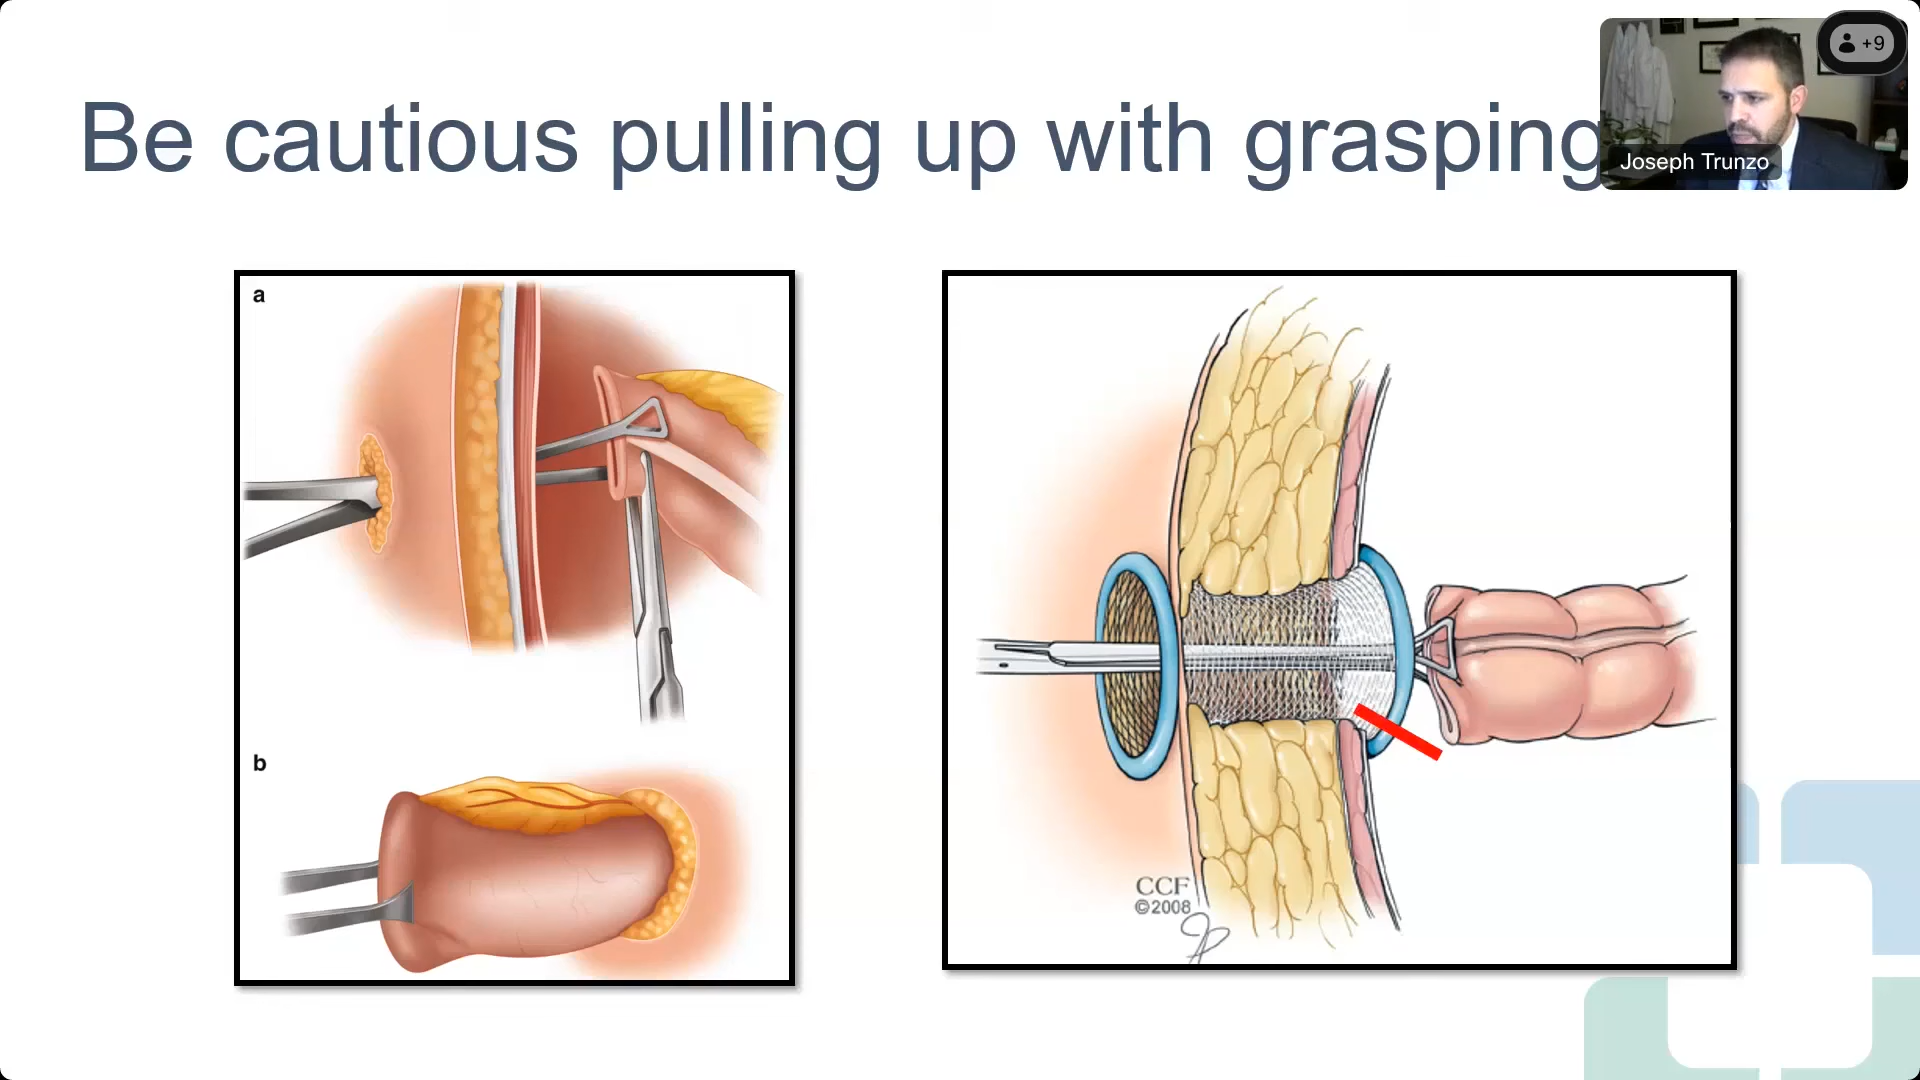 Be cautious pulling up with grasping
+9
Joseph Trunzo
a
b
CCF
©2008